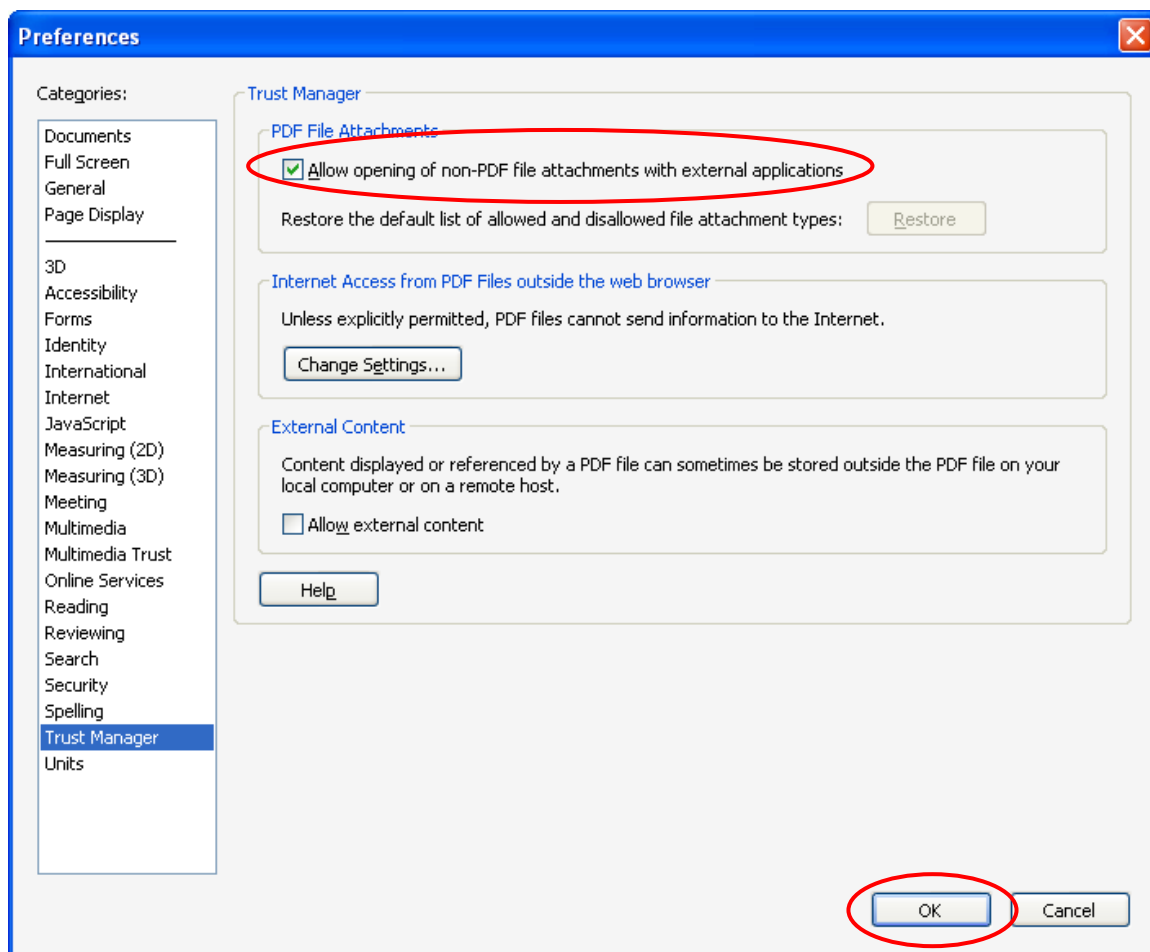 Preferences
Categories:
Documents
Full Screen
General
Page Display
3D
Accessibility
Forms
Identity
International
Internet
JavaScript
Measuring (2D)
Measuring (3D)
Meeting
Multimedia
Multimedia Trust
Online Services
Reading
Reviewing
Search
Security
Spelling
Trust Manager
Units
Trust Manager
PDF File Attachments
Allow opening of non-PDF file attachments with external applications
Restore the default list of allowed and disallowed file attachment types:
Restore
Internet Access from PDF Files outside the web browser
Unless explicitly permitted, PDF files cannot send information to the Internet.
Change Settings...
External Content
Content displayed or referenced by a PDF file can sometimes be stored outside the PDF file on your
local computer or on a remote host.
Allow external content
Help
OK
Cancel